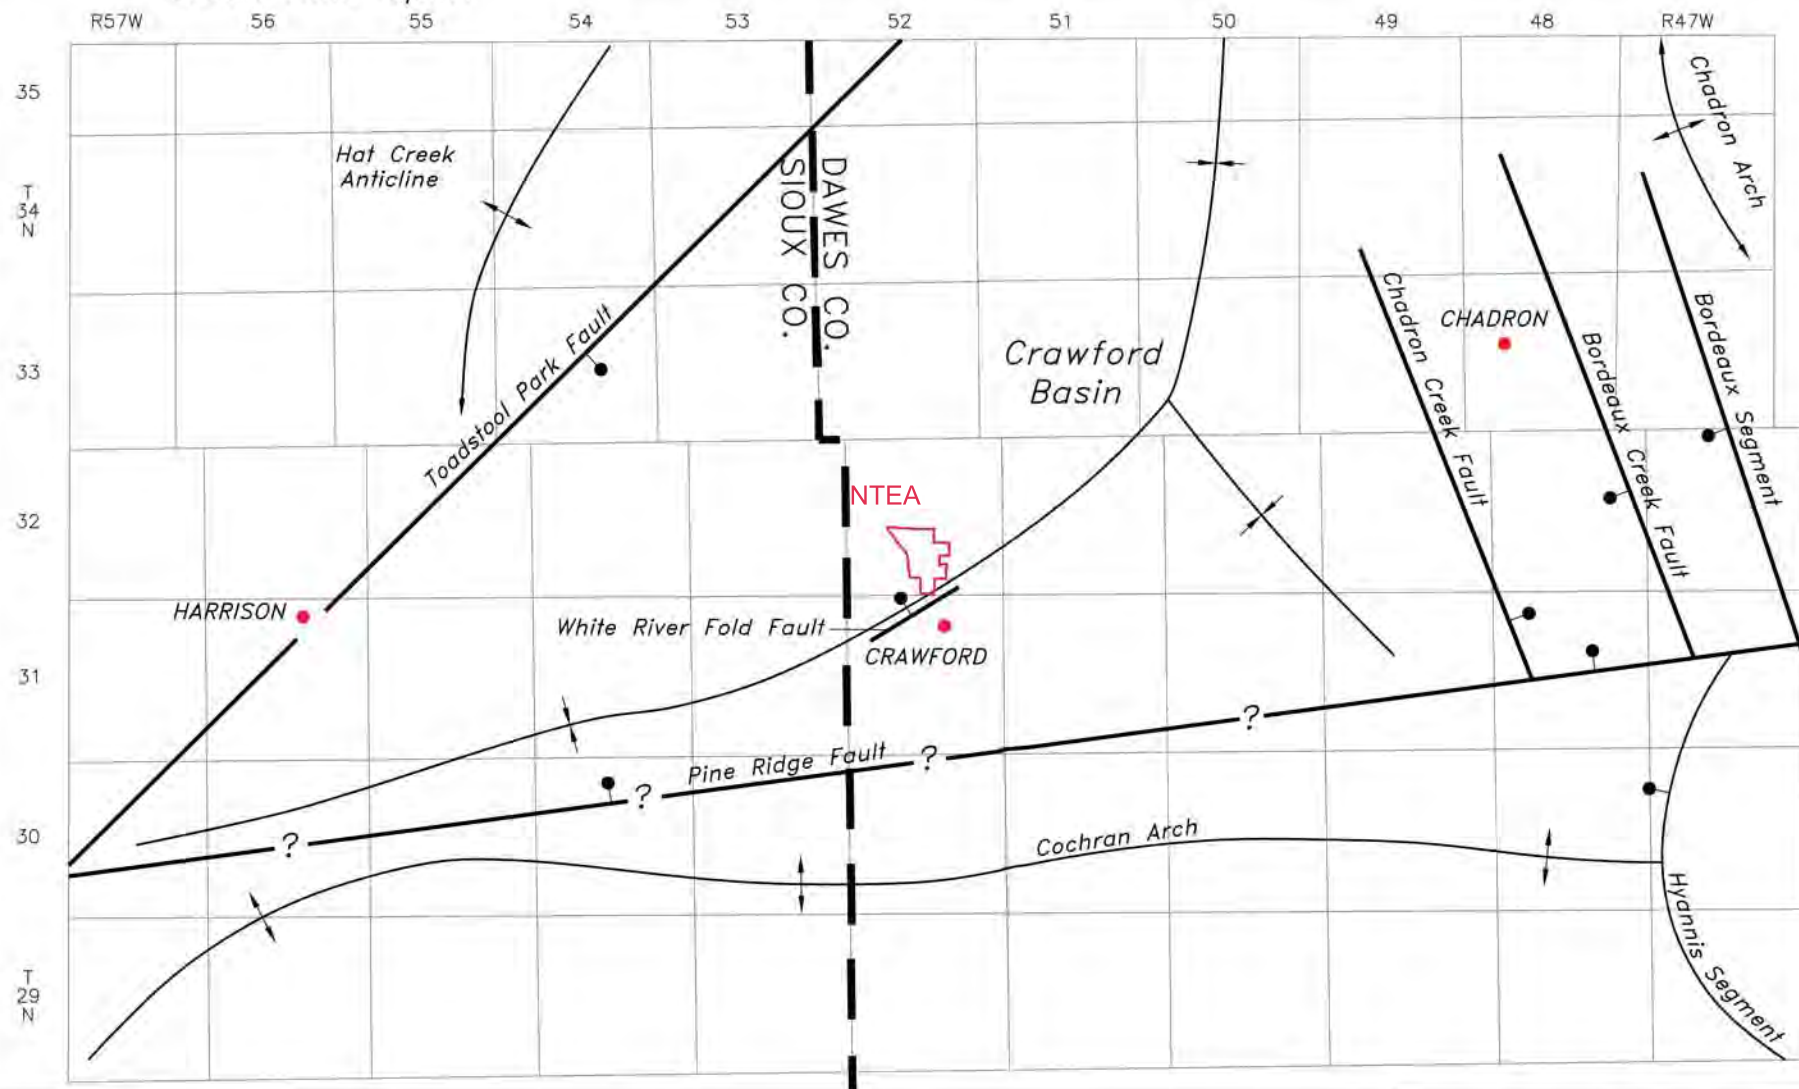 R57W 56 55 54 53 52 51 50 49 48 R47W
35
T
34
N
33
32
31
30
T
29
N
Hat Creek
Anticline
Toadstool Park Fault
DAWES CO.
SIOUX CO.
Crawford
Basin
Chadron Arch
CHADRON
Chadron Creek Fault
Bordeaux Creek Fault
Bordeaux Segment
NTEA
HARRISON
White River Fold Fault
CRAWFORD
Pine Ridge Fault
?
?
?
?
Cochran Arch
Hyannis Segment